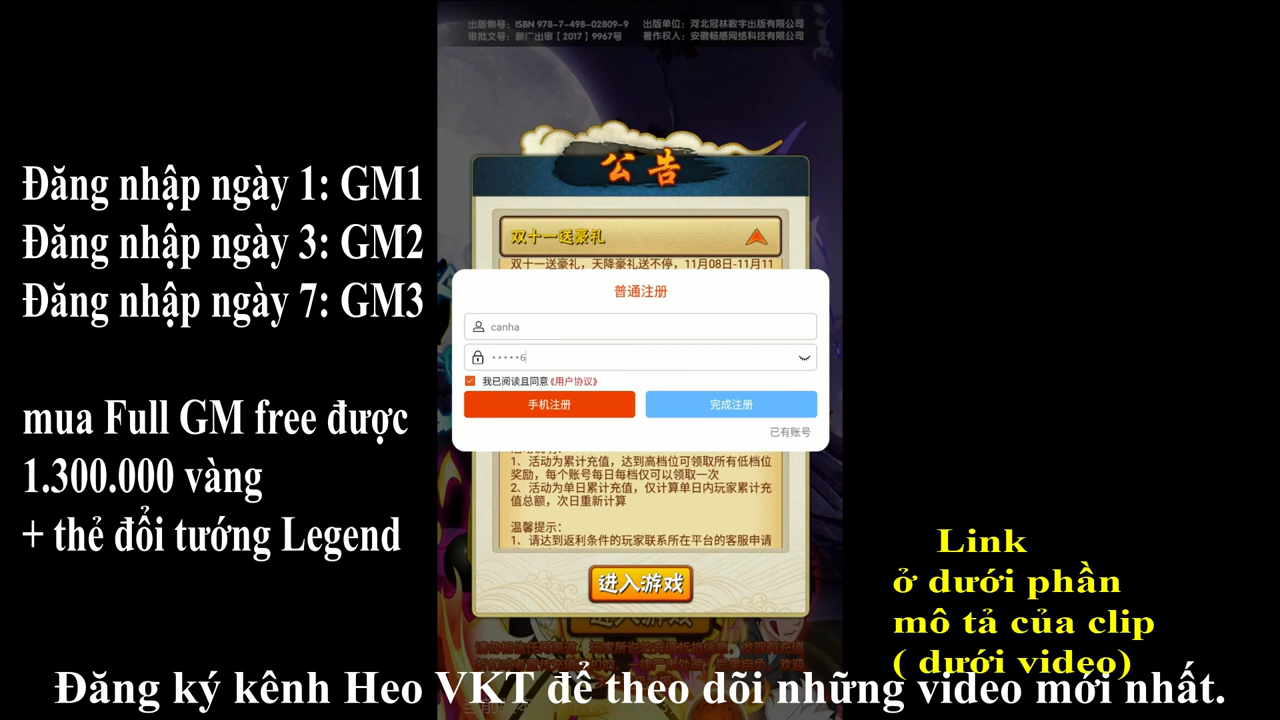 出版物号：ISBN 978-7-498-02809-9 出版单位：河北冠林数字出版有限公司
审批文号：新广出审【2017】9967号 著作权人：安徽畅感网络科技有限公司
公告
双十一送豪礼
双十一送豪礼，天降豪礼送不停，11月08日-11月11
普通注册
canha
•••••6
我已阅读且同意《用户协议》
手机注册 完成注册
已有账号
1、活动为累计充值，达到高档位可领取所有低档位
奖励，每个账号每日每档仅可以领取一次
2、活动为单日累计充值，仅计算单日内玩家累计充
值总额，次日重新计算
温馨提示：
1、请达到返利条件的玩家联系所在平台的客服申请
进入游戏
Đăng nhập ngày 1: GM1
Đăng nhập ngày 3: GM2
Đăng nhập ngày 7: GM3
mua Full GM free được
1.300.000 vàng
+ thẻ đổi tướng Legend
Link
ở dưới phần
mô tả của clip
( dưới video)
Đăng ký kênh Heo VKT để theo dõi những video mới nhất.